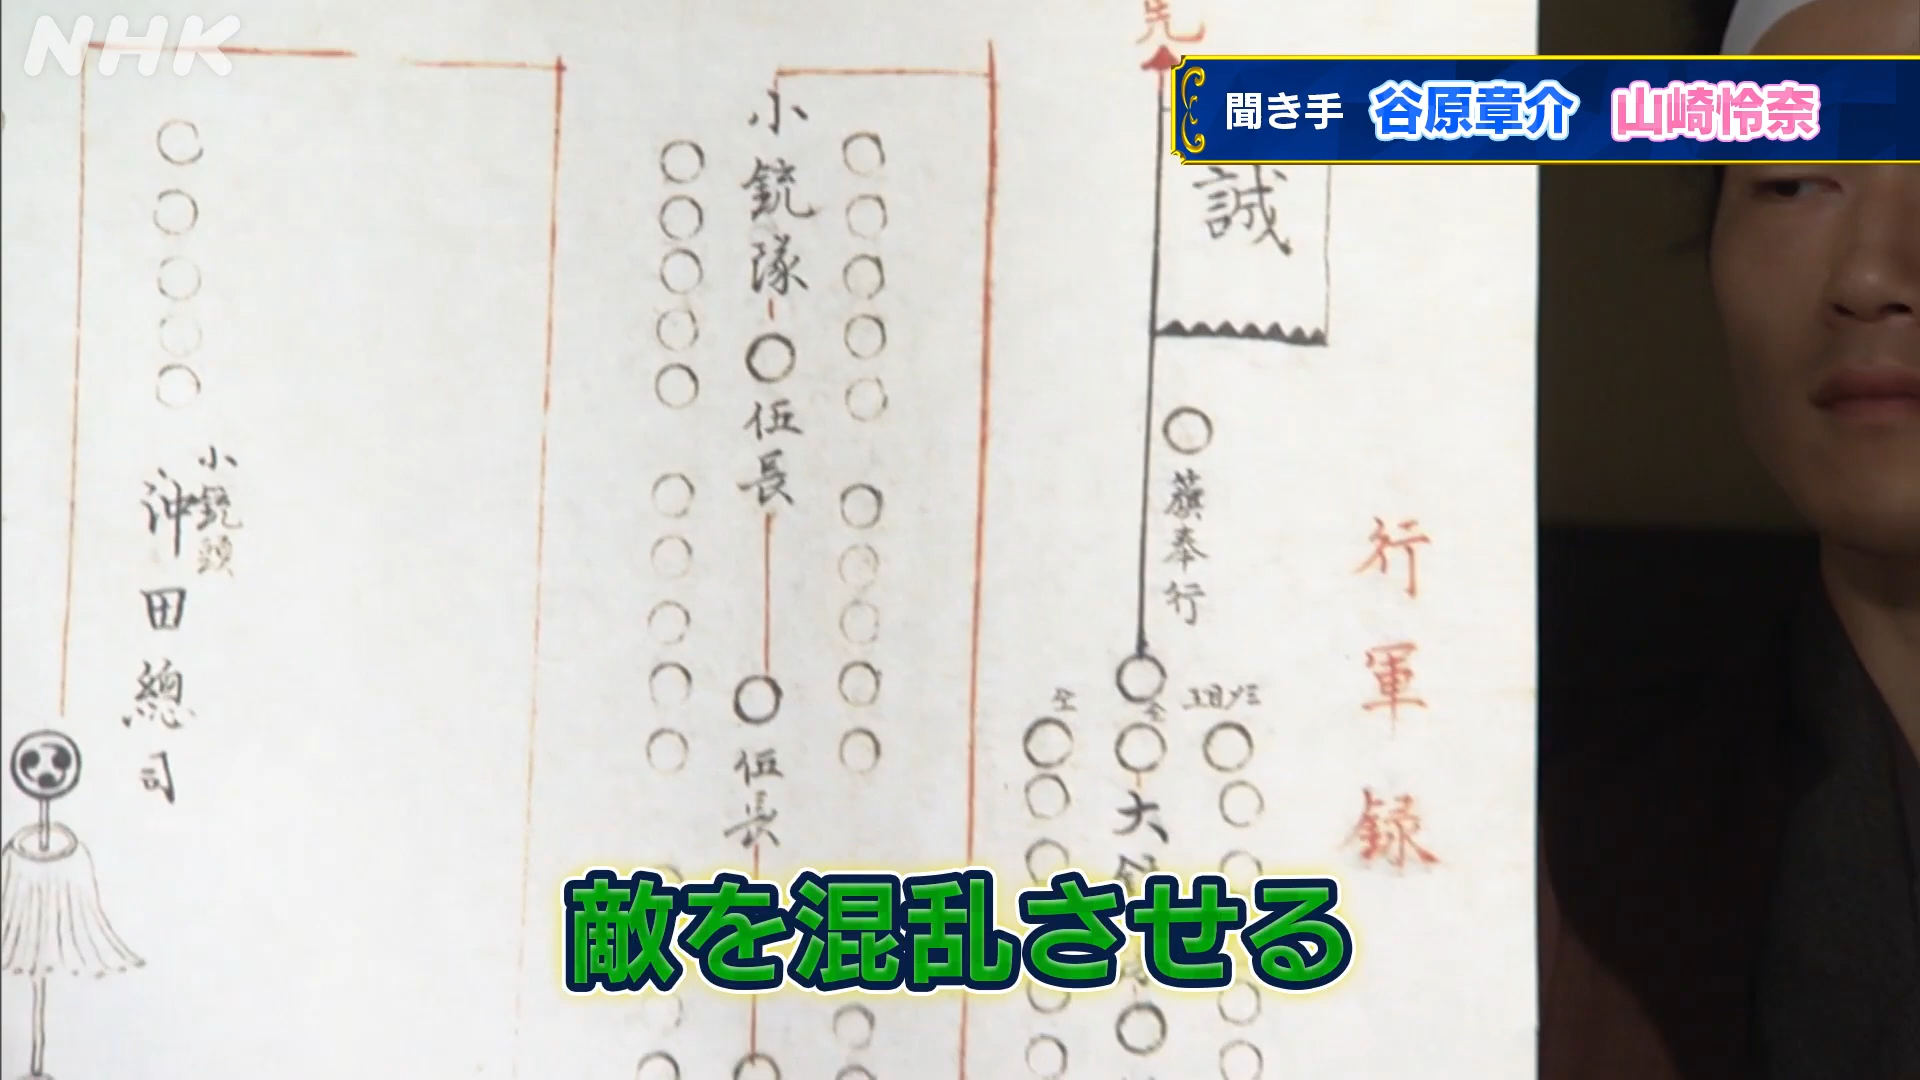 NHK
聞き手 谷原章介 山崎怜奈
先
誠
行軍録
旗奉行
小銃隊
伍長
伍長
小銃頭
沖田總司
敵を混乱させる